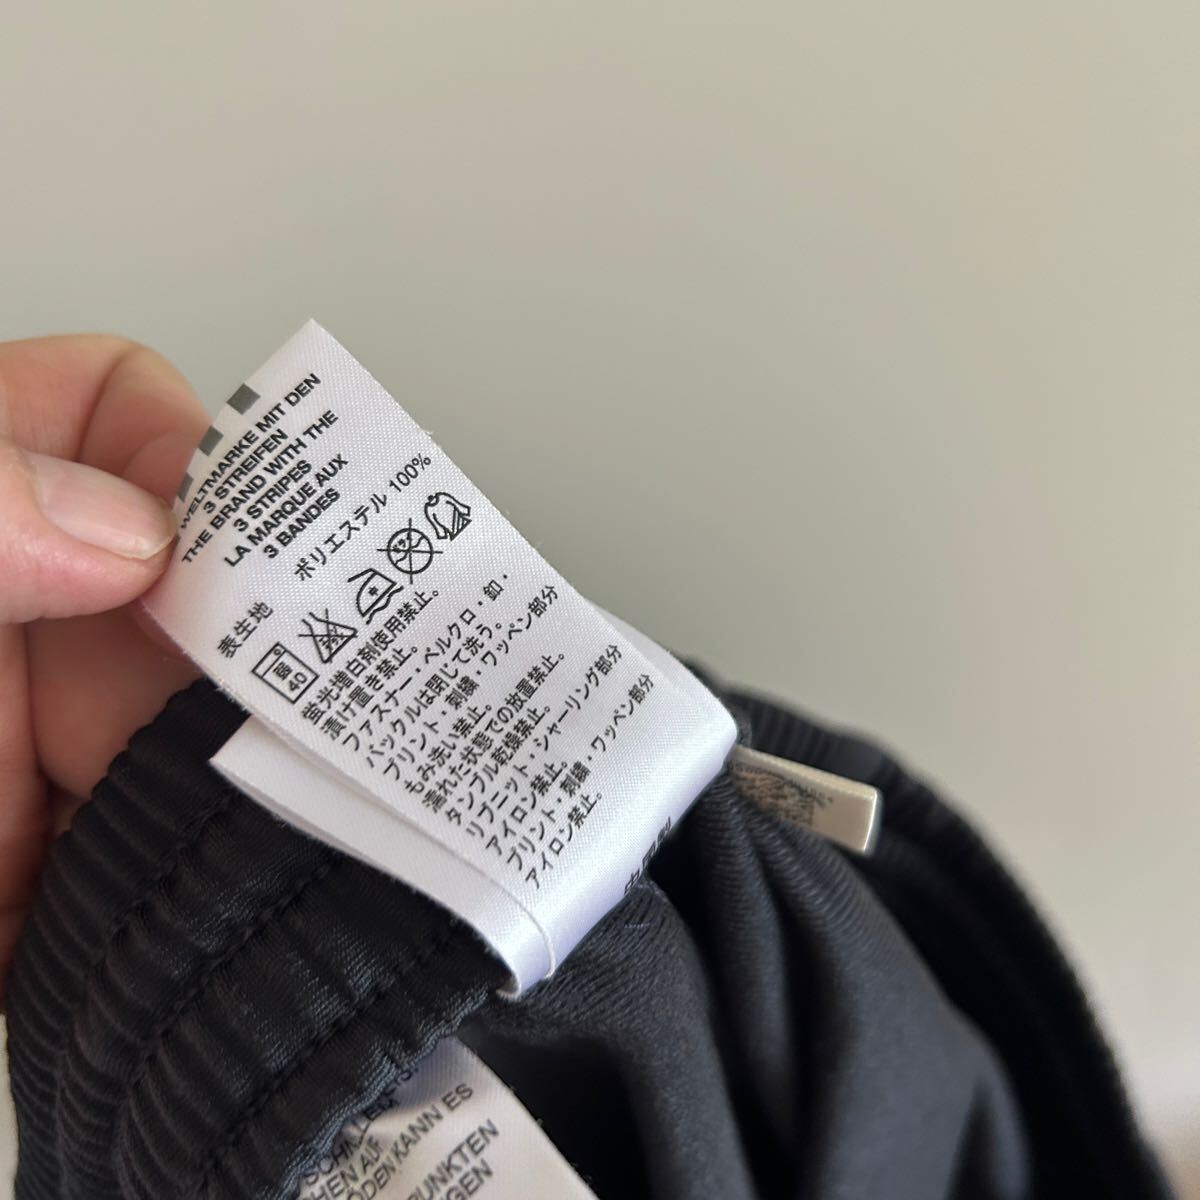 WELTMARKE MIT DEN
3 STREIFEN
THE BRAND WITH THE
3 STRIPES
LA MARQUE AUX
3 BANDES
表生地 ポリエステル 100%
40
蛍光増白剤使用禁止。
漬け置き禁止。
ファスナー・ベルクロ・釦・
バックルは閉じて洗う。
プリント・刺繍・ワッペン部分
もみ洗い禁止。
濡れた状態での放置禁止。
タンブル乾燥禁止。
リブニット・シャーリング部分
アイロン禁止。
プリント・刺繍・ワッペン部分
アイロン禁止。
中国製
KANN ES